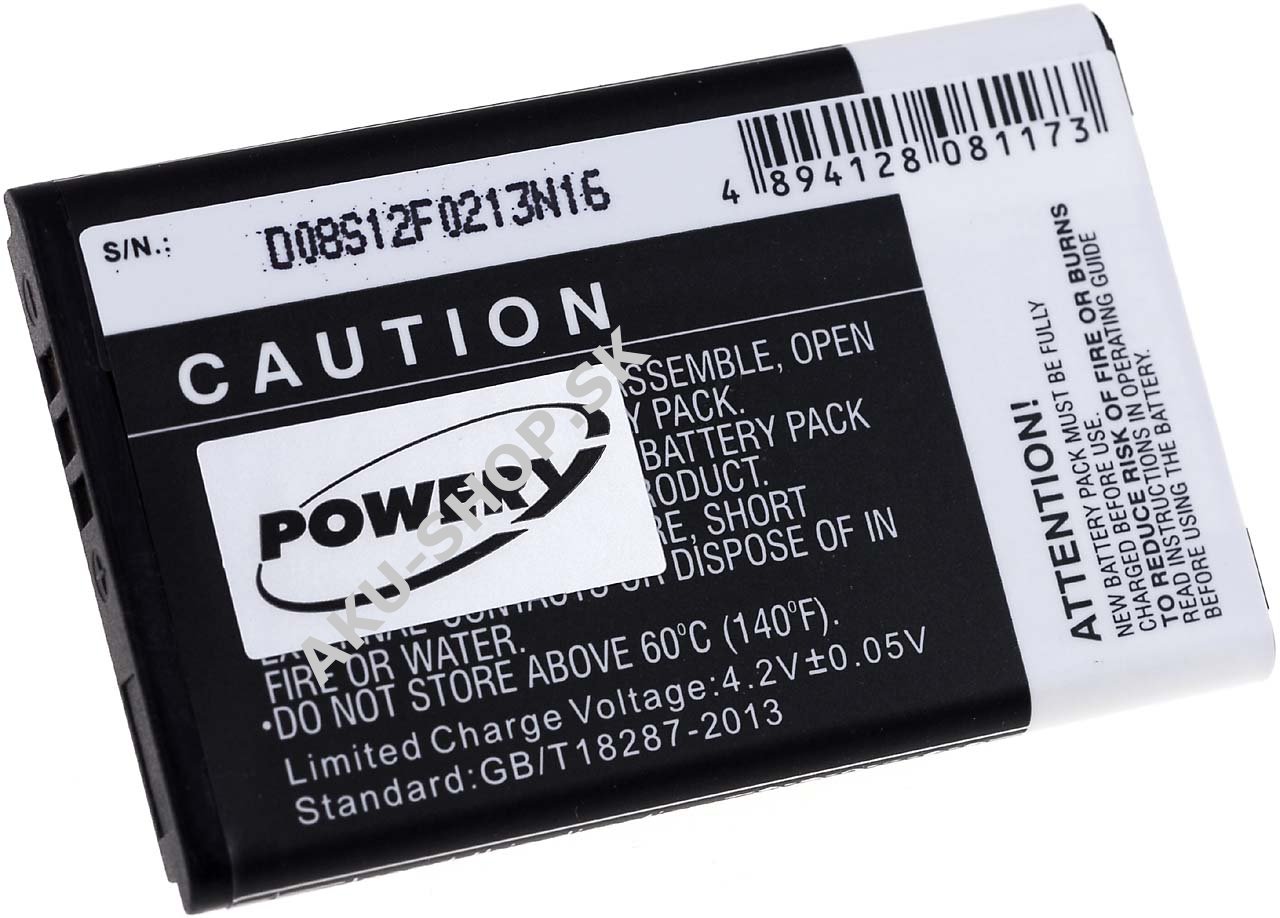 S/N.: D08S12F0213N16
4 894128 081173
CAUTION
ASSEMBLE, OPEN
PACK.
BATTERY PACK
SHORT
DISPOSE OF IN
FIRE OR WATER.
•DO NOT STORE ABOVE 60°C (140°F).
Limited Charge Voltage:4.2V±0.05V
Standard:GB/T18287-2013
POWERY
AKU-SHOP.SK
ATTENTION!
NEW BATTERY PACK MUST BE FULLY
CHARGED BEFORE USE.
TO REDUCE RISK OF FIRE OR BURNS
READ INSTRUCTIONS IN OPERATING GUIDE
BEFORE USING THE BATTERY.